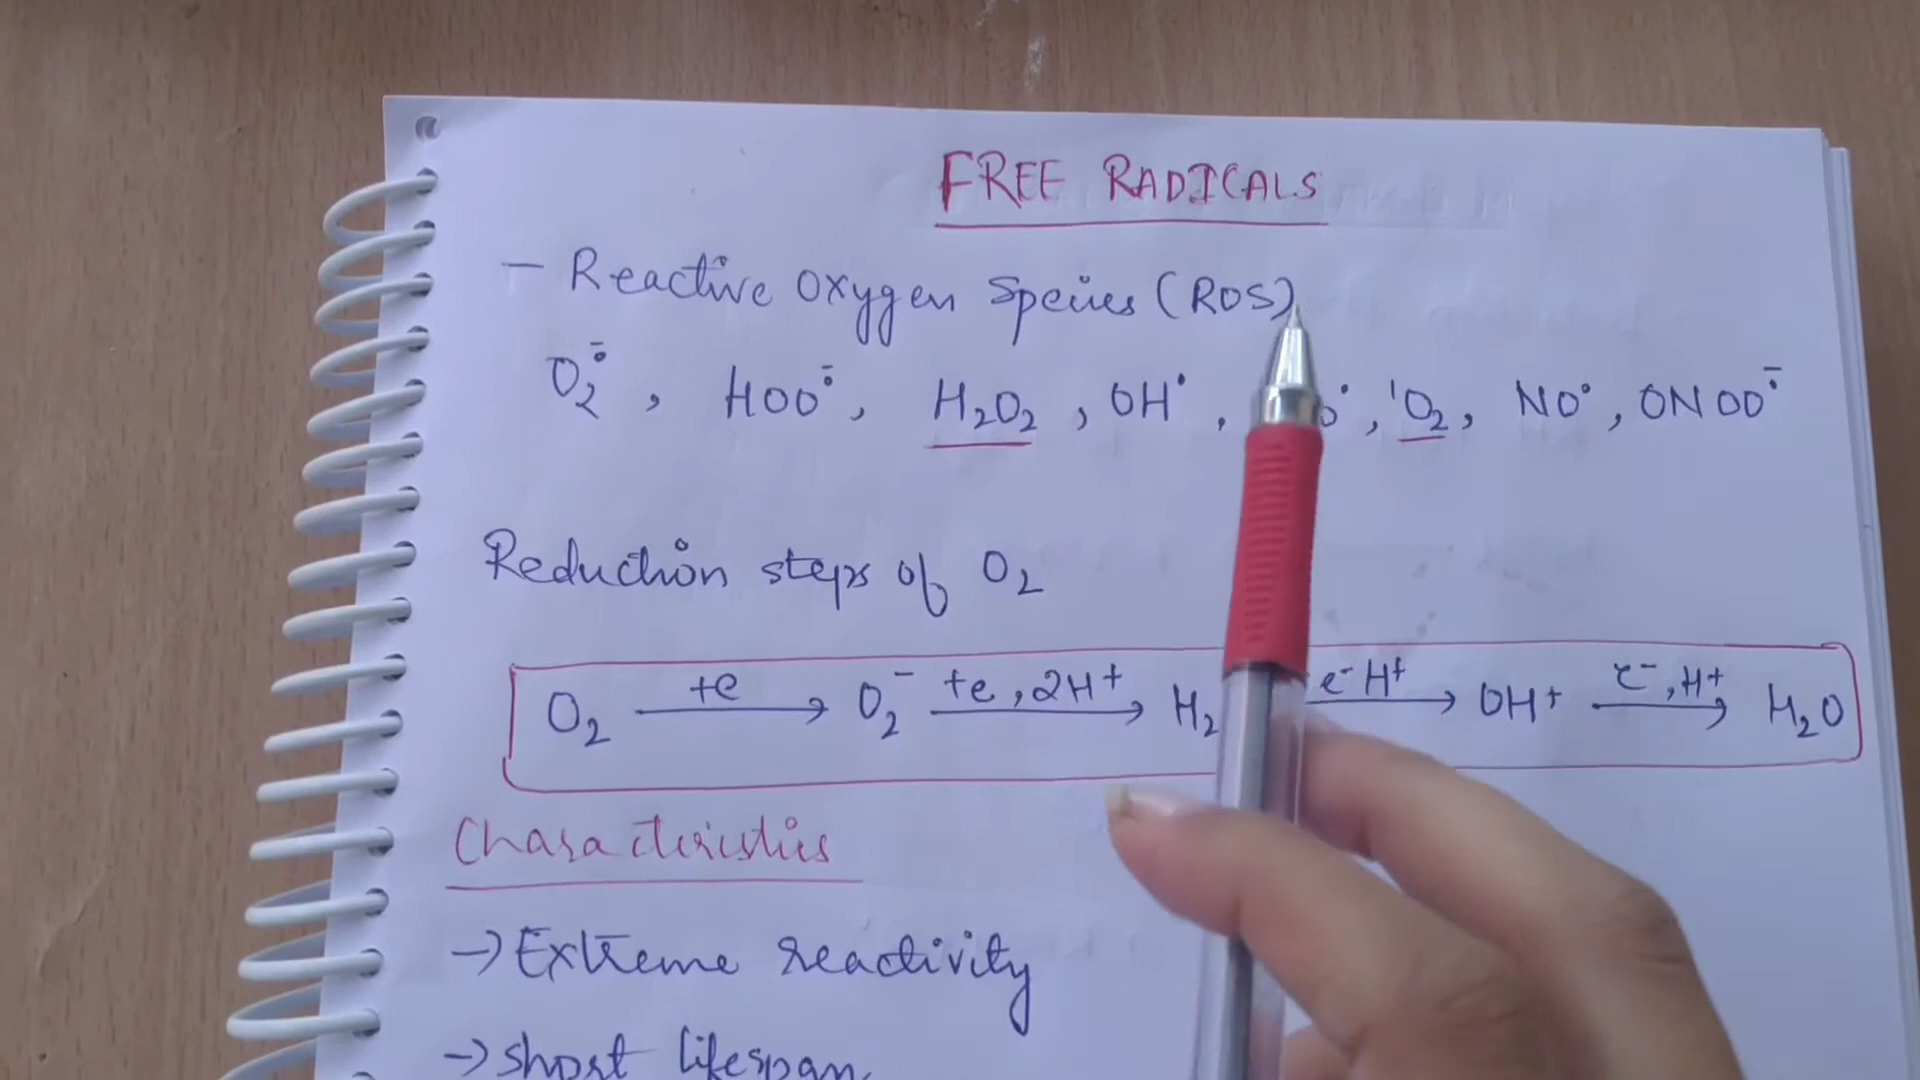 FREE RADICALS
- Reactive oxygen species (ROS)
O₂•̄, HOO•̄, H₂O₂, OH•, •, ¹O₂, NO•, ONOO•̄
Reduction steps of O₂
O₂ +e → O₂⁻ +e, 2H+ → H₂ e⁻ H+ → OH+ e⁻, H+ → H₂O
Characteristics
→ Extreme reactivity
→ short lifespan